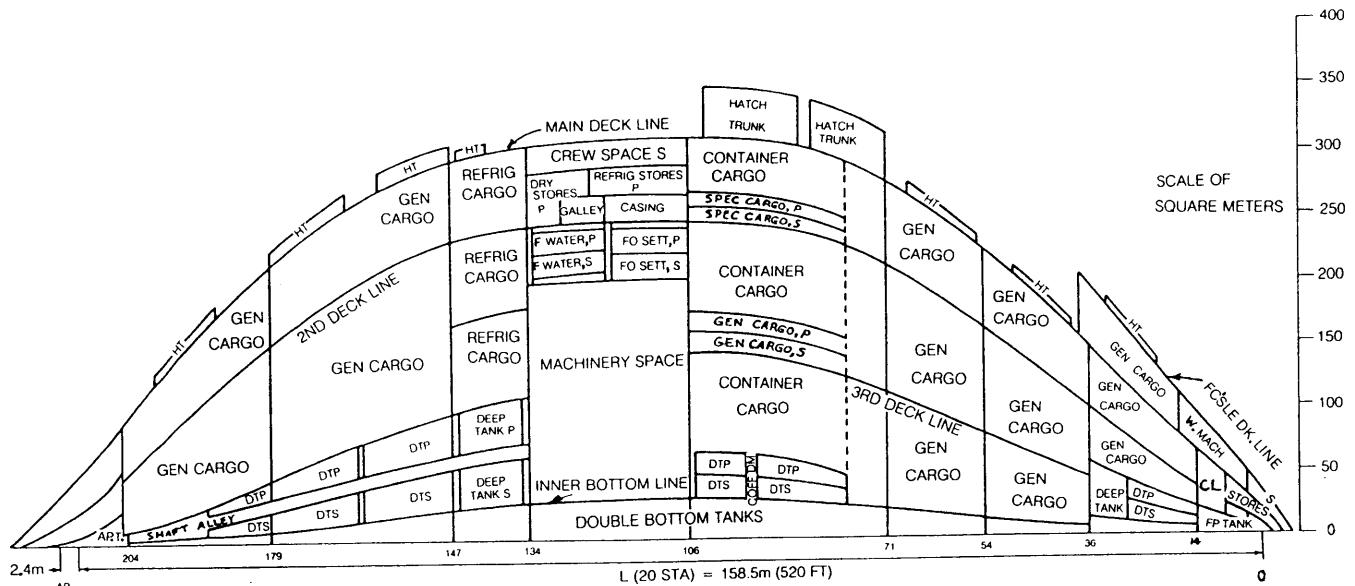 400
350
300
250
200
150
100
50
0
SCALE OF
SQUARE METERS
HATCH
TRUNK
HATCH
TRUNK
MAIN DECK LINE
HT
HT
HT
HT
HT
HT
HT
HT
CREW SPACE S
CONTAINER
CARGO
REFRIG
CARGO
DRY
STORES
P
REFRIG STORES
P
GALLEY
CASING
SPEC CARGO, P
SPEC CARGO, S
GEN
CARGO
GEN
CARGO
GEN
CARGO
2ND DECK LINE
REFRIG
CARGO
F WATER, P
FO SETT, P
F WATER, S
FO SETT, S
CONTAINER
CARGO
GEN
CARGO
GEN CARGO
REFRIG
CARGO
GEN CARGO, P
GEN CARGO, S
MACHINERY SPACE
CONTAINER
CARGO
3RD DECK LINE
GEN
CARGO
GEN
CARGO
GEN
CARGO
GEN
CARGO
FC'SLE DK. LINE
W. MACH
GEN CARGO
DEEP
TANK P
DTP
DTP
DEEP
TANK S
DTS
DTS
SHAFT ALLEY
INNER BOTTOM LINE
DTP
DTS
COFF DM
DTP
DTS
GEN
CARGO
GEN
CARGO
GEN
CARGO
DEEP
TANK
DTP
DTS
CL
STORES
S
FP TANK
DOUBLE BOTTOM TANKS
204
179
147
134
106
71
54
36
14
0
2.4m
L (20 STA) = 158.5m (520 FT)